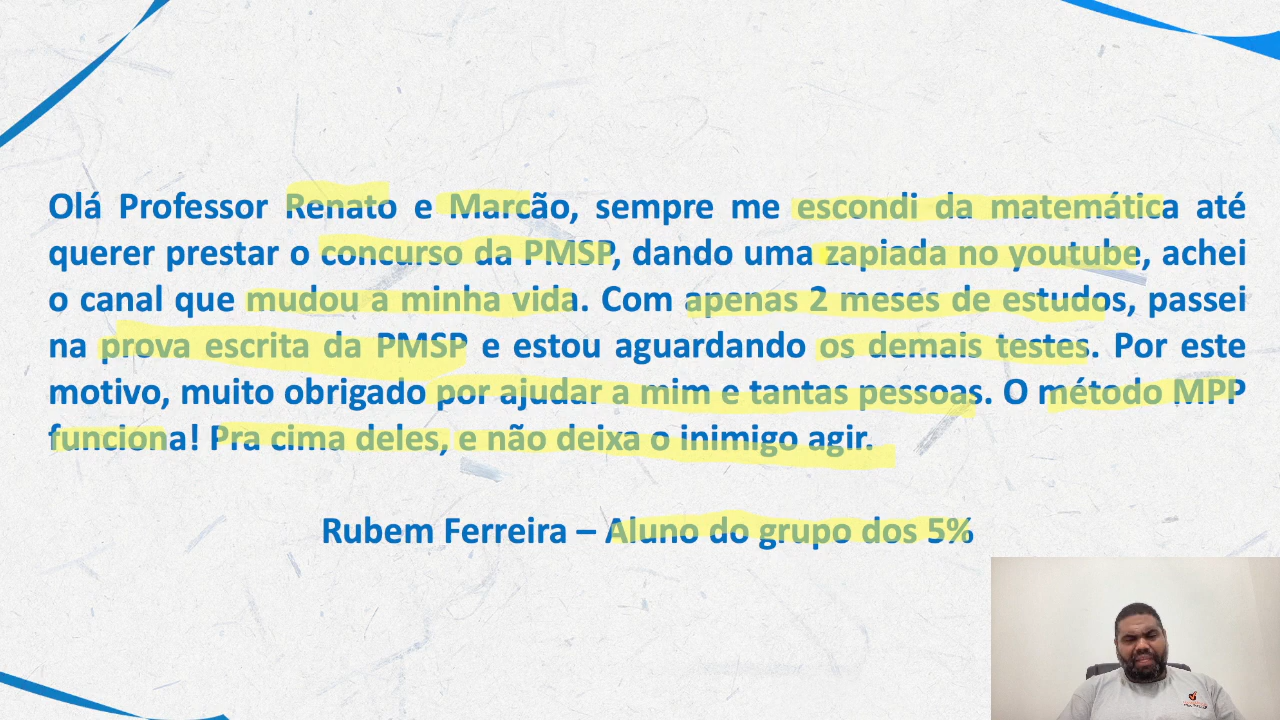 Olá Professor Renato e Marcão, sempre me escondi da matemática até
querer prestar o concurso da PMSP, dando uma zapiada no youtube, achei
o canal que mudou a minha vida. Com apenas 2 meses de estudos, passei
na prova escrita da PMSP e estou aguardando os demais testes. Por este
motivo, muito obrigado por ajudar a mim e tantas pessoas. O método MPP
funciona! Pra cima deles, e não deixa o inimigo agir.
Rubem Ferreira – Aluno do grupo dos 5%